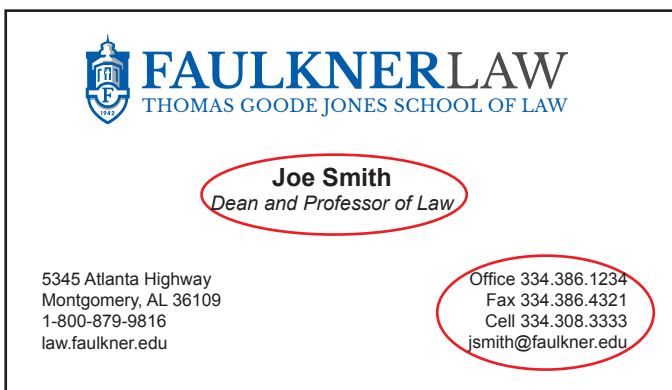 FAULKNERLAW
THOMAS GOODE JONES SCHOOL OF LAW
F
1942
Joe Smith
Dean and Professor of Law
5345 Atlanta Highway
Montgomery, AL 36109
1-800-879-9816
law.faulkner.edu
Office 334.386.1234
Fax 334.386.4321
Cell 334.308.3333
jsmith@faulkner.edu